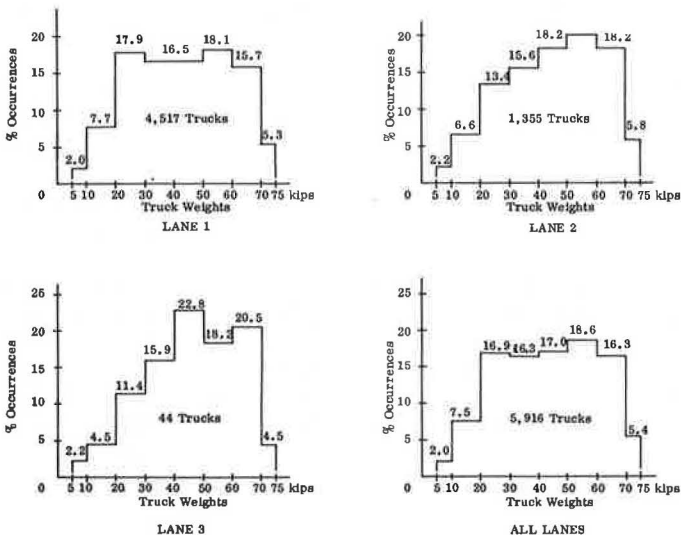 17.9
16.5
18.1
15.7
7.7
5.3
2.0
4,517 Trucks
20
15
10
5
0
% Occurrences
5 10 20 30 40 50 60 70 75 kips
Truck Weights
LANE 1
18.2
18.2
15.6
13.4
6.6
5.8
2.2
1,355 Trucks
20
15
10
5
0
% Occurrences
5 10 20 30 40 50 60 70 75 kips
Truck Weights
LANE 2
22.8
20.5
18.2
15.9
11.4
4.5
4.5
2.2
44 Trucks
25
20
15
10
5
0
% Occurrences
5 10 20 30 40 50 60 70 75 kips
Truck Weights
LANE 3
18.6
16.9
16.3
17.0
16.3
7.5
5.4
2.0
5,916 Trucks
25
20
15
10
5
0
% Occurrences
5 10 20 30 40 50 60 70 75 kips
Truck Weights
ALL LANES